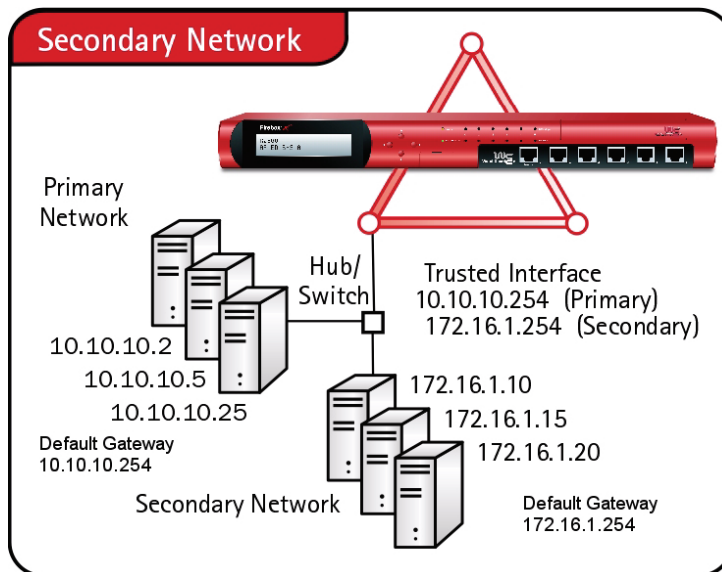 Secondary Network
Firebox
Primary
Network
Hub/
Switch
Trusted Interface
10.10.10.254 (Primary)
172.16.1.254 (Secondary)
10.10.10.2
10.10.10.5
10.10.10.25
Default Gateway
10.10.10.254
172.16.1.10
172.16.1.15
172.16.1.20
Secondary Network
Default Gateway
172.16.1.254